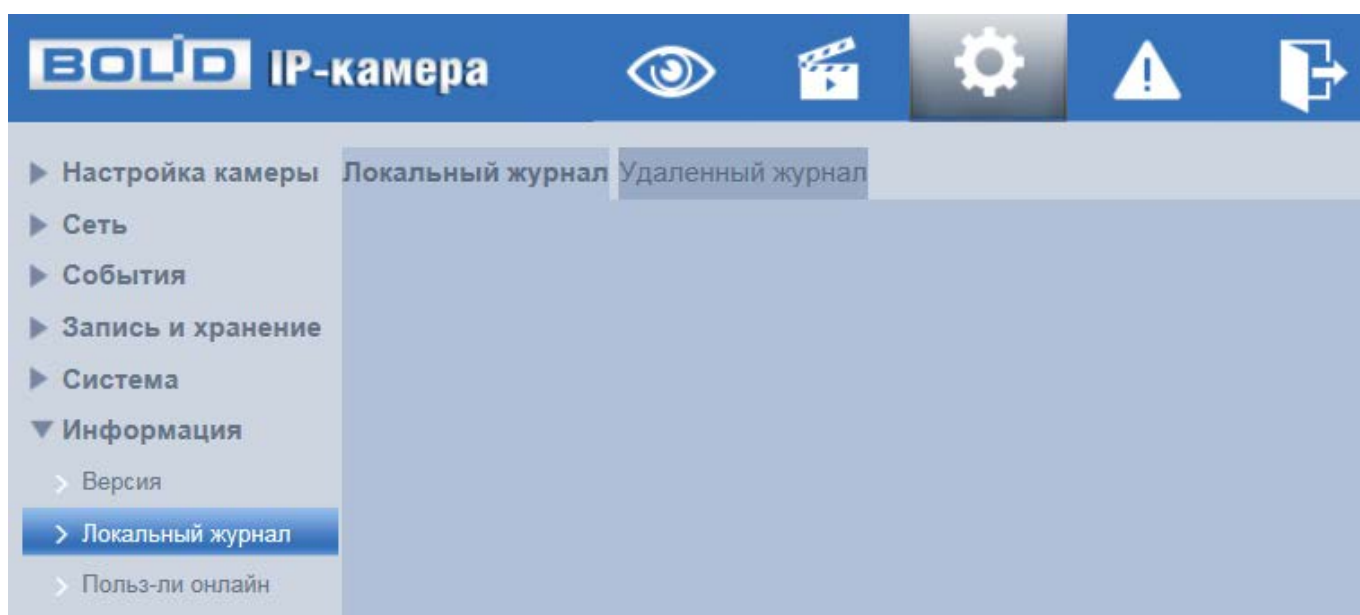 BOLID IP-камера
Настройка камеры
Локальный журнал Удаленный журнал
Сеть
События
Запись и хранение
Система
Информация
Версия
Локальный журнал
Польз-ли онлайн